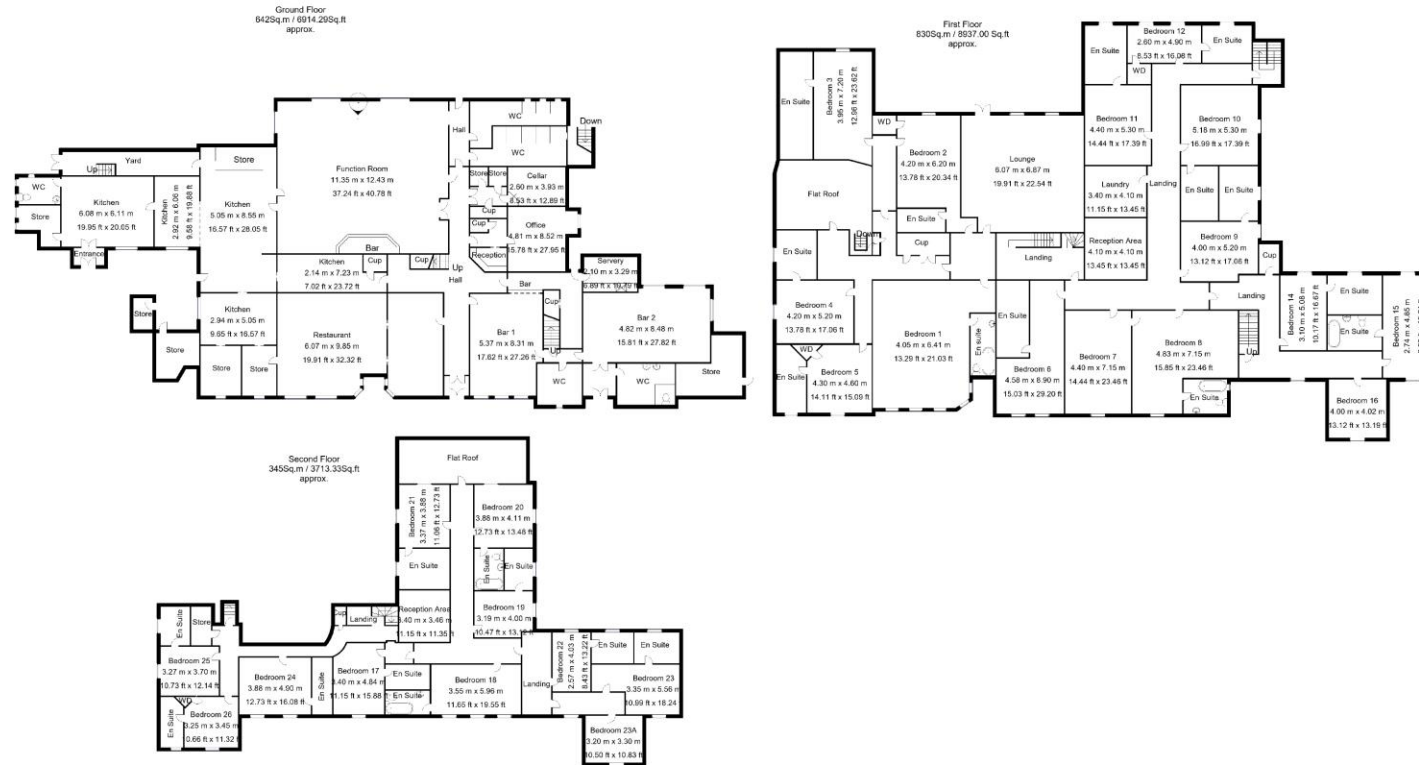 Ground Floor
642Sq.m / 6914.29Sq.ft
approx.
WC
Hall
Down
WC
Yard
Up
Store
Function Room
11.35 m x 12.43 m
37.24 ft x 40.78 ft
Store
Store
Cellar
2.60 m x 3.93 m
8.53 ft x 12.89 ft
WC
Store
Kitchen
6.08 m x 6.11 m
19.95 ft x 20.05 ft
Kitchen
2.92 m x 6.06 m
9.58 ft x 19.88 ft
Kitchen
5.05 m x 8.55 m
16.57 ft x 28.05 ft
Cup
Cup
Office
4.81 m x 8.52 m
15.78 ft x 27.95 ft
Reception
Entrance
Bar
Kitchen
2.14 m x 7.23 m
7.02 ft x 23.72 ft
Cup
Cup
Up
Hall
Bar
Servery
2.10 m x 3.29 m
Store
Kitchen
2.94 m x 5.05 m
9.65 ft x 16.57 ft
Restaurant
6.07 m x 9.85 m
19.91 ft x 32.32 ft
Bar 1
5.37 m x 8.31 m
17.62 ft x 27.26 ft
Cup
Up
Bar 2
4.82 m x 8.48 m
15.81 ft x 27.82 ft
Store
Store
Store
WC
WC
Store
First Floor
830Sq.m / 8937.00 Sq.ft
approx.
En Suite
Bedroom 12
2.60 m x 4.90 m
8.53 ft x 16.08 ft
En Suite
WD
En Suite
Bedroom 3
3.95 m x 7.20 m
12.96 ft x 23.62 ft
WD
Bedroom 11
4.40 m x 5.30 m
14.44 ft x 17.39 ft
Bedroom 10
5.18 m x 5.30 m
16.99 ft x 17.39 ft
Bedroom 2
4.20 m x 6.20 m
13.78 ft x 20.34 ft
Lounge
6.07 m x 6.87 m
19.91 ft x 22.54 ft
Laundry
3.40 m x 4.10 m
11.15 ft x 13.45 ft
Landing
En Suite
En Suite
Flat Roof
En Suite
Down
Cup
Landing
Reception Area
4.10 m x 4.10 m
13.45 ft x 13.45 ft
Bedroom 9
4.00 m x 5.20 m
13.12 ft x 17.06 ft
Cup
En Suite
Bedroom 4
4.20 m x 5.20 m
13.78 ft x 17.06 ft
Bedroom 1
4.05 m x 6.41 m
13.29 ft x 21.03 ft
En suite
En Suite
Bedroom 7
4.40 m x 7.15 m
14.44 ft x 23.46 ft
Bedroom 8
4.83 m x 7.15 m
15.85 ft x 23.46 ft
Landing
Up
Bedroom 14
3.10 m x 5.08 m
10.17 ft x 16.67 ft
En Suite
En Suite
Bedroom 15
2.74 m x 4.85 m
WD
En Suite
Bedroom 5
4.30 m x 4.60 m
14.11 ft x 15.09 ft
Bedroom 6
4.58 m x 8.90 m
15.03 ft x 29.20 ft
En Suite
Bedroom 16
4.00 m x 4.02 m
13.12 ft x 13.19 ft
Second Floor
345Sq.m / 3713.33Sq.ft
approx.
Flat Roof
Bedroom 21
3.37 m x 3.88 m
11.06 ft x 12.73 ft
Bedroom 20
3.88 m x 4.11 m
12.73 ft x 13.48 ft
En Suite
En Suite
En Suite
Reception Area
3.40 m x 3.46 m
11.15 ft x 11.35 ft
Bedroom 19
3.19 m x 4.00 m
10.47 ft x 13.12 ft
En Suite
Store
Cup
Landing
Bedroom 25
3.27 m x 3.70 m
10.73 ft x 12.14 ft
Bedroom 24
3.88 m x 4.90 m
12.73 ft x 16.08 ft
En Suite
Bedroom 17
3.40 m x 4.84 m
11.15 ft x 15.88
En Suite
En Suite
Bedroom 18
3.55 m x 5.96 m
11.65 ft x 19.55 ft
Landing
Bedroom 22
2.57 m x 4.03 m
8.43 ft x 13.22 ft
En Suite
En Suite
Bedroom 23
3.35 m x 5.56 m
10.99 ft x 18.24
En Suite
WD
Bedroom 26
3.25 m x 3.45 m
0.66 ft x 11.32 ft
Bedroom 23A
3.20 m x 3.30 m
10.50 ft x 10.83 ft